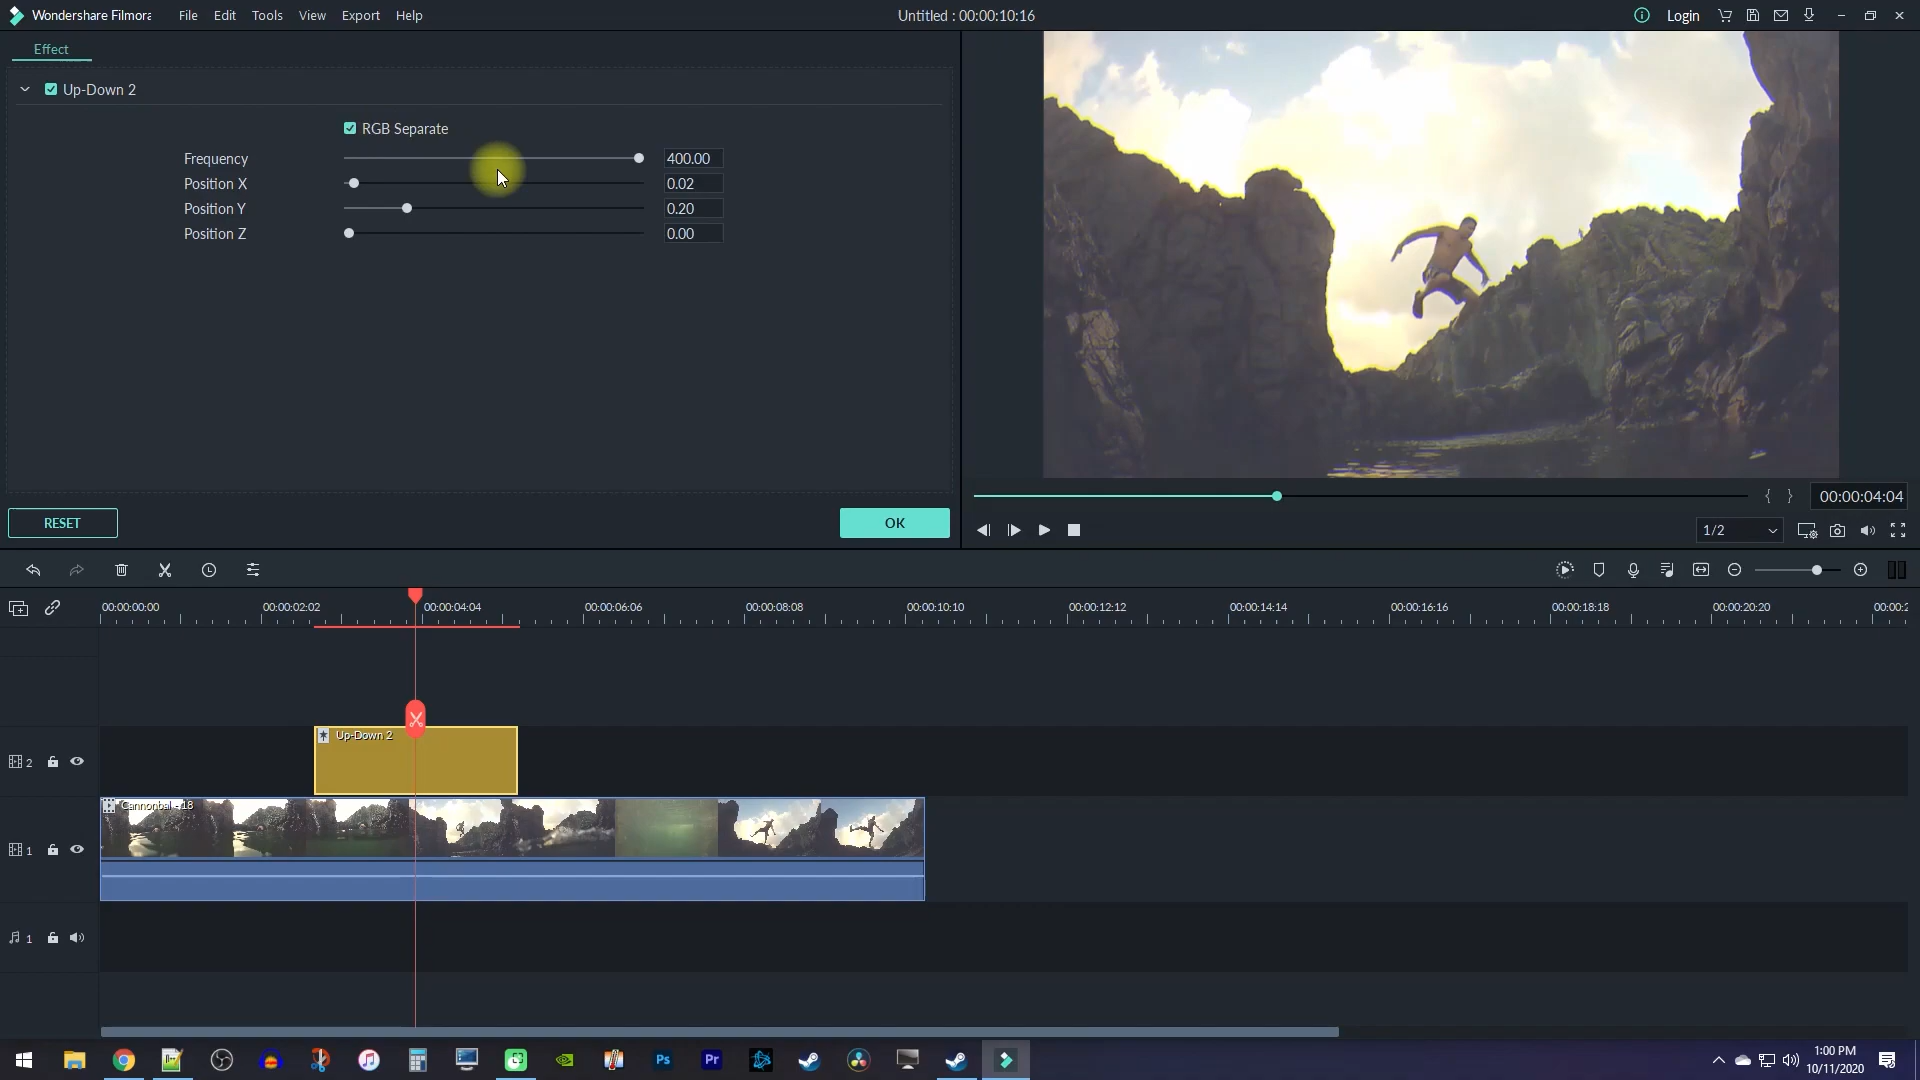 Wondershare Filmora File Edit Tools View Export Help Untitled : 00:00:10:16 Login
Effect
Up-Down 2
RGB Separate
Frequency 400.00
Position X 0.02
Position Y 0.20
Position Z 0.00
00:00:04:04
RESET OK
1/2
00:00:00:00 00:00:02:02 00:00:04:04 00:00:06:06 00:00:08:08 00:00:10:10 00:00:12:12 00:00:14:14 00:00:16:16 00:00:18:18 00:00:20:20 00:00:2
Up-Down 2
2
Cannonbal - 18
1
1
Ps Pr
1:00 PM
10/11/2020